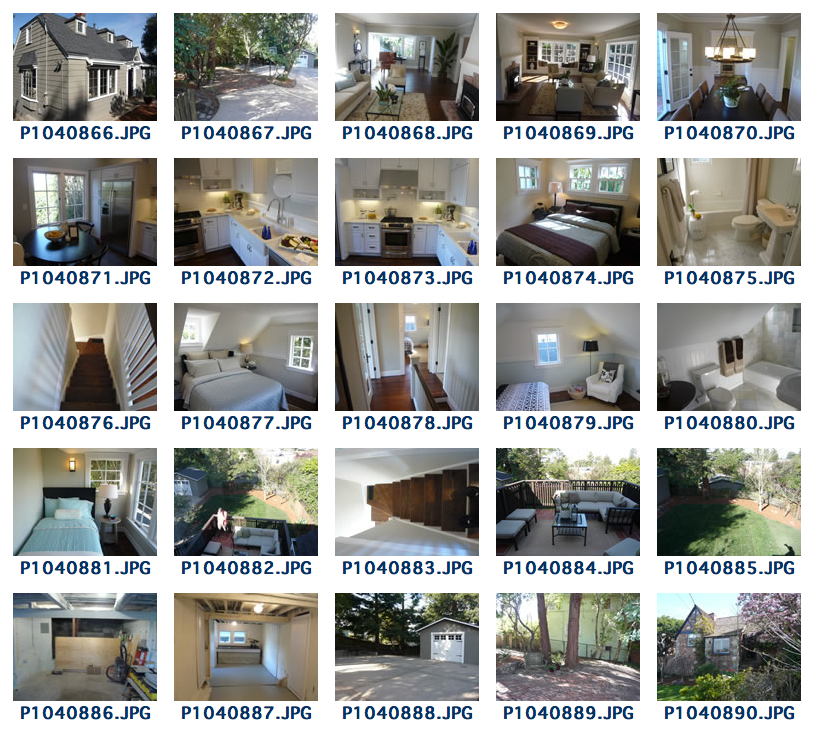 P1040866.JPG P1040867.JPG P1040868.JPG P1040869.JPG P1040870.JPG
P1040871.JPG P1040872.JPG P1040873.JPG P1040874.JPG P1040875.JPG
P1040876.JPG P1040877.JPG P1040878.JPG P1040879.JPG P1040880.JPG
P1040881.JPG P1040882.JPG P1040883.JPG P1040884.JPG P1040885.JPG
P1040886.JPG P1040887.JPG P1040888.JPG P1040889.JPG P1040890.JPG